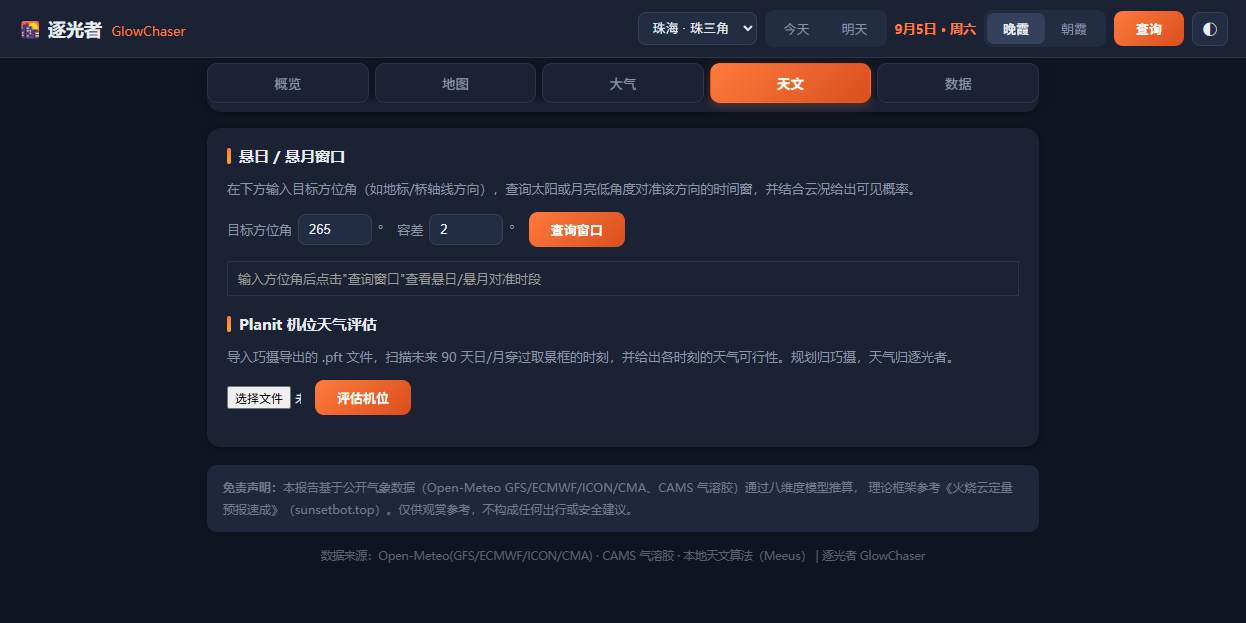 逐光者 GlowChaser 珠海 · 珠三角 今天 明天 9月5日 • 周六 晚霞 朝霞 查询
概览 地图 大气 天文 数据
悬日 / 悬月窗口
在下方输入目标方位角（如地标/桥轴线方向），查询太阳或月亮低角度对准该方向的时间窗，并结合云况给出可见概率。
目标方位角 265 ° 容差 2 ° 查询窗口
输入方位角后点击"查询窗口"查看悬日/悬月对准时段
Planit 机位天气评估
导入巧摄导出的 .pft 文件，扫描未来 90 天日/月穿过取景框的时刻，并给出各时刻的天气可行性。规划归巧摄，天气归逐光者。
选择文件 评估机位
免责声明：本报告基于公开气象数据（Open-Meteo GFS/ECMWF/ICON/CMA、CAMS 气溶胶）通过八维度模型推算， 理论框架参考《火烧云定量
预报速成》（sunsetbot.top）。仅供观赏参考，不构成任何出行或安全建议。
数据来源：Open-Meteo(GFS/ECMWF/ICON/CMA) · CAMS 气溶胶 · 本地天文算法（Meeus） | 逐光者 GlowChaser